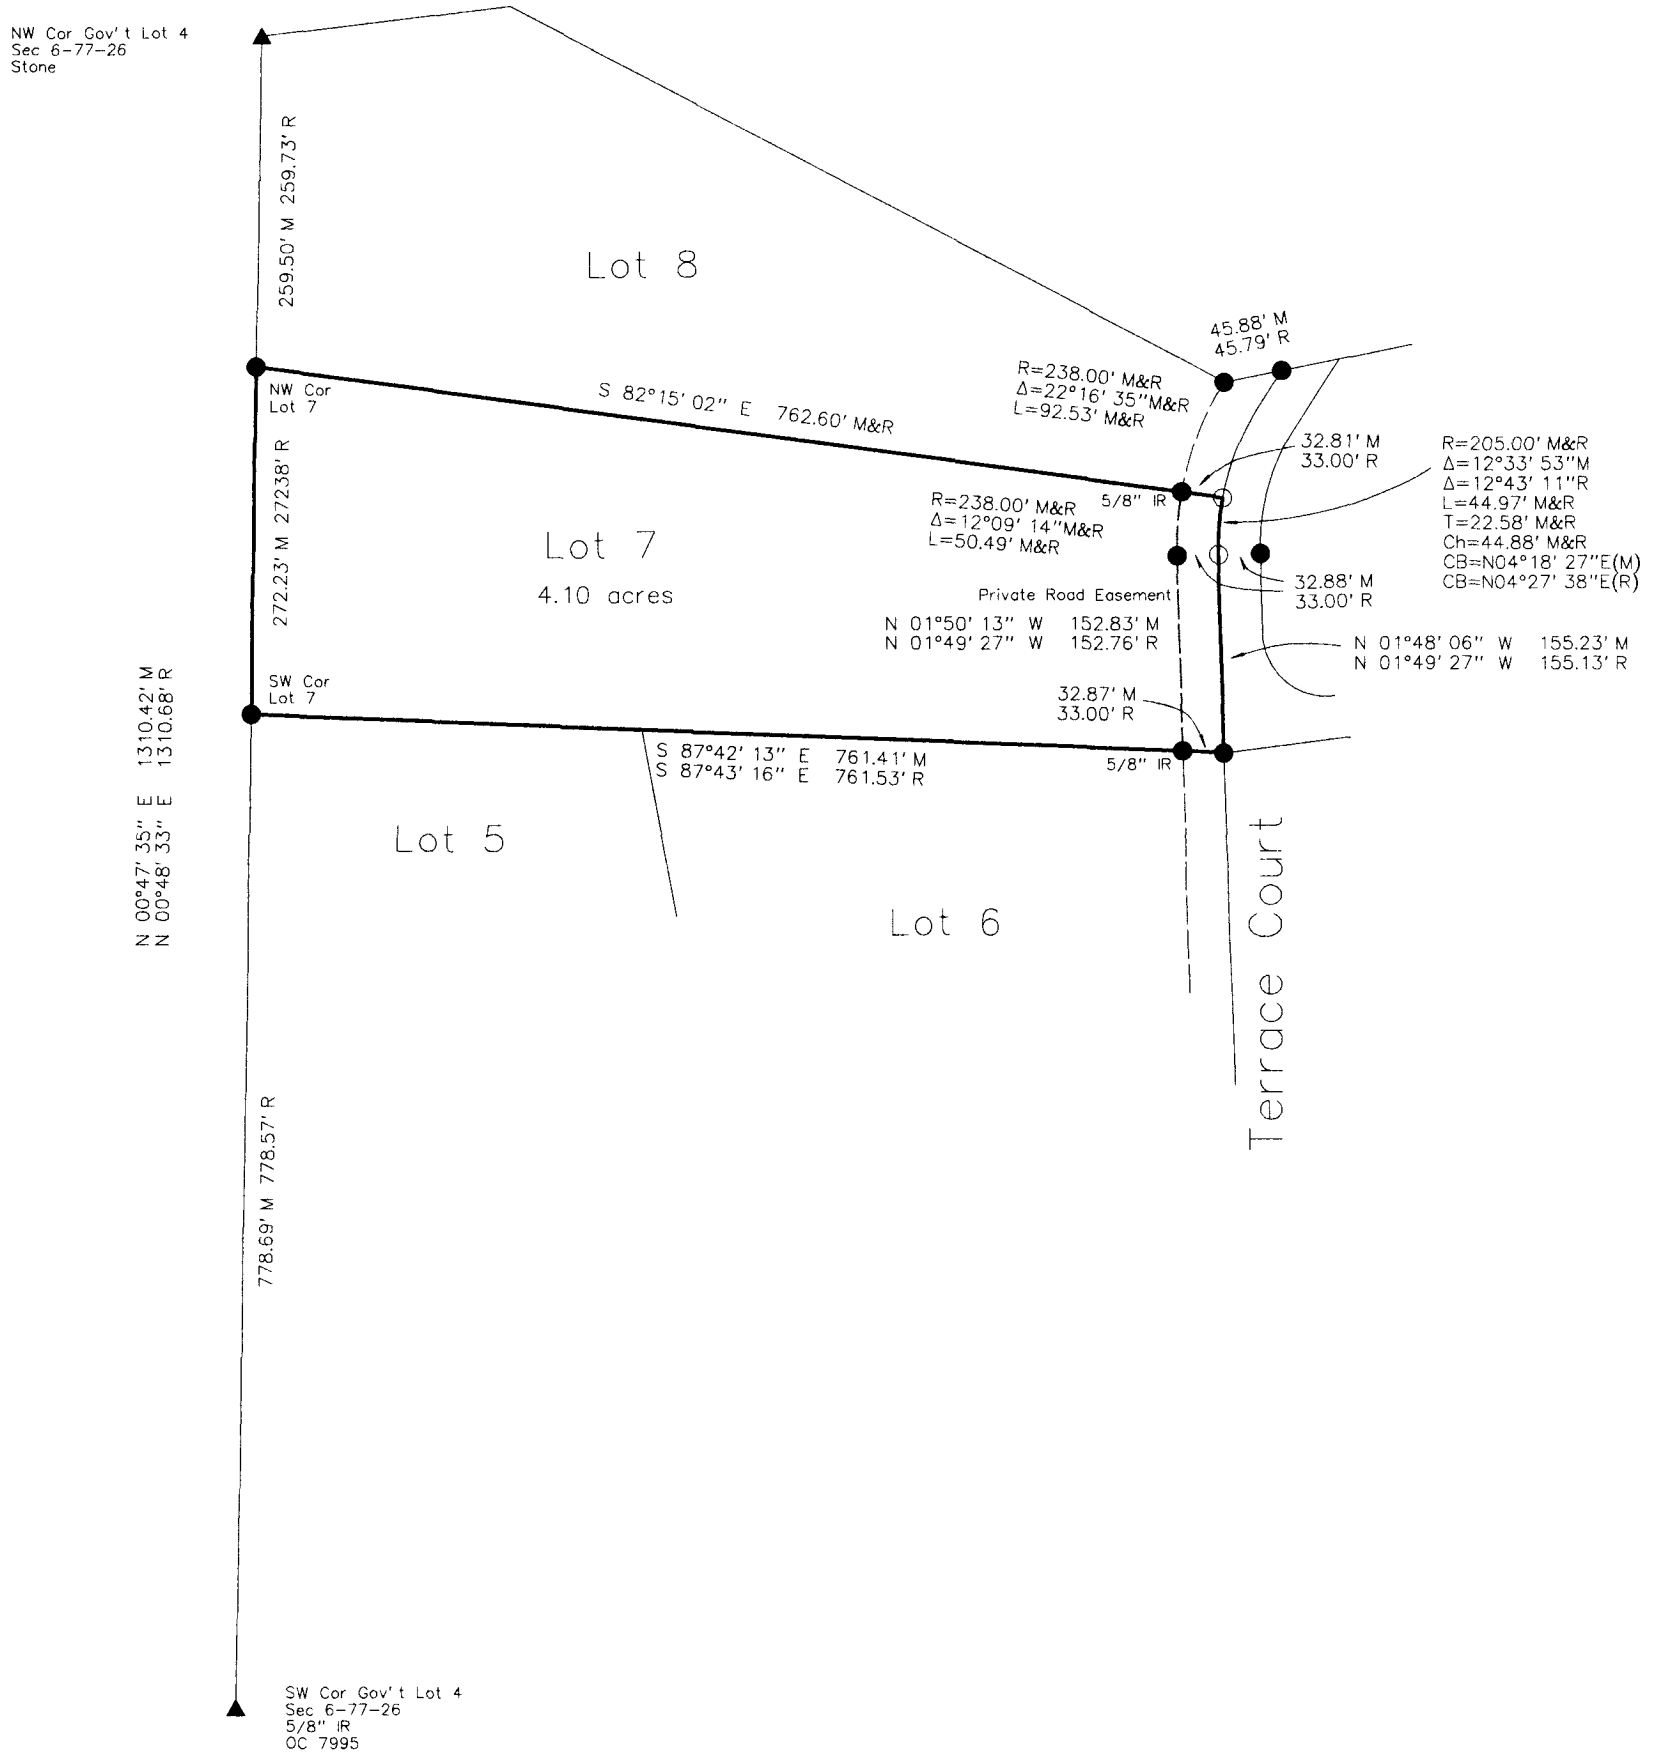 NW Cor Gov't Lot 4
Sec 6-77-26
Stone
259.50' M 259.73' R
Lot 8
45.88' M
45.79' R
R=238.00' M&R
Δ=22°16' 35"M&R
L=92.53' M&R
NW Cor
Lot 7
S 82°15' 02" E 762.60' M&R
32.81' M
33.00' R
R=205.00' M&R
Δ=12°33' 53"M
Δ=12°43' 11"R
L=44.97' M&R
T=22.58' M&R
Ch=44.88' M&R
CB=N04°18' 27"E(M)
CB=N04°27' 38"E(R)
5/8" IR
R=238.00' M&R
Δ=12°09' 14"M&R
L=50.49' M&R
272.23' M 27238' R
Lot 7
4.10 acres
32.88' M
33.00' R
Private Road Easement
N 01°50' 13" W 152.83' M
N 01°49' 27" W 152.76' R
N 01°48' 06" W 155.23' M
N 01°49' 27" W 155.13' R
SW Cor
Lot 7
32.87' M
33.00' R
N 00°47' 35" E 1310.42' M
N 00°48' 33" E 1310.68' R
S 87°42' 13" E 761.41' M
S 87°43' 16" E 761.53' R
5/8" IR
Lot 5
Lot 6
Terrace Court
778.69' M 778.57' R
SW Cor Gov't Lot 4
Sec 6-77-26
5/8" IR
OC 7995